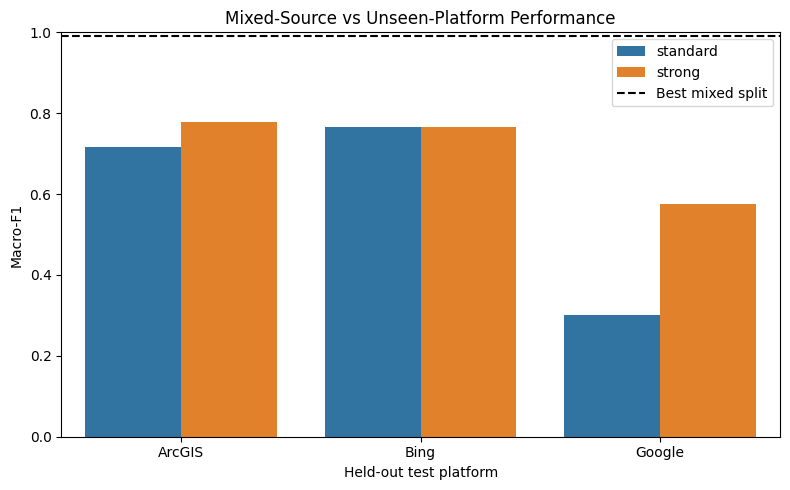 Mixed-Source vs Unseen-Platform Performance
standard
strong
Best mixed split
Macro-F1
1.0
0.8
0.6
0.4
0.2
0.0
ArcGIS
Bing
Google
Held-out test platform